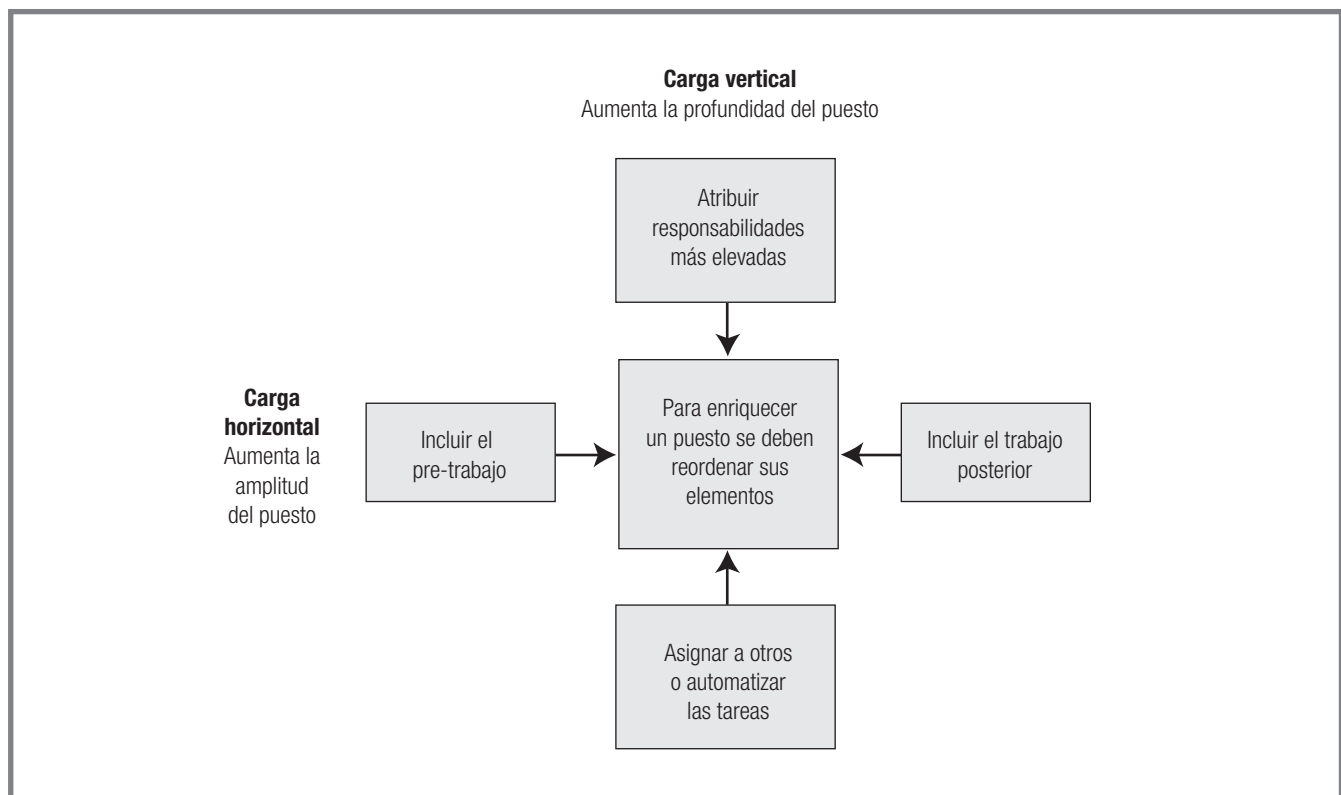 Carga vertical
Aumenta la profundidad del puesto
Atribuir
responsabilidades
más elevadas
Carga
horizontal
Aumenta la
amplitud
del puesto
Incluir el
pre-trabajo
Para enriquecer
un puesto se deben
reordenar sus
elementos
Incluir el trabajo
posterior
Asignar a otros
o automatizar
las tareas